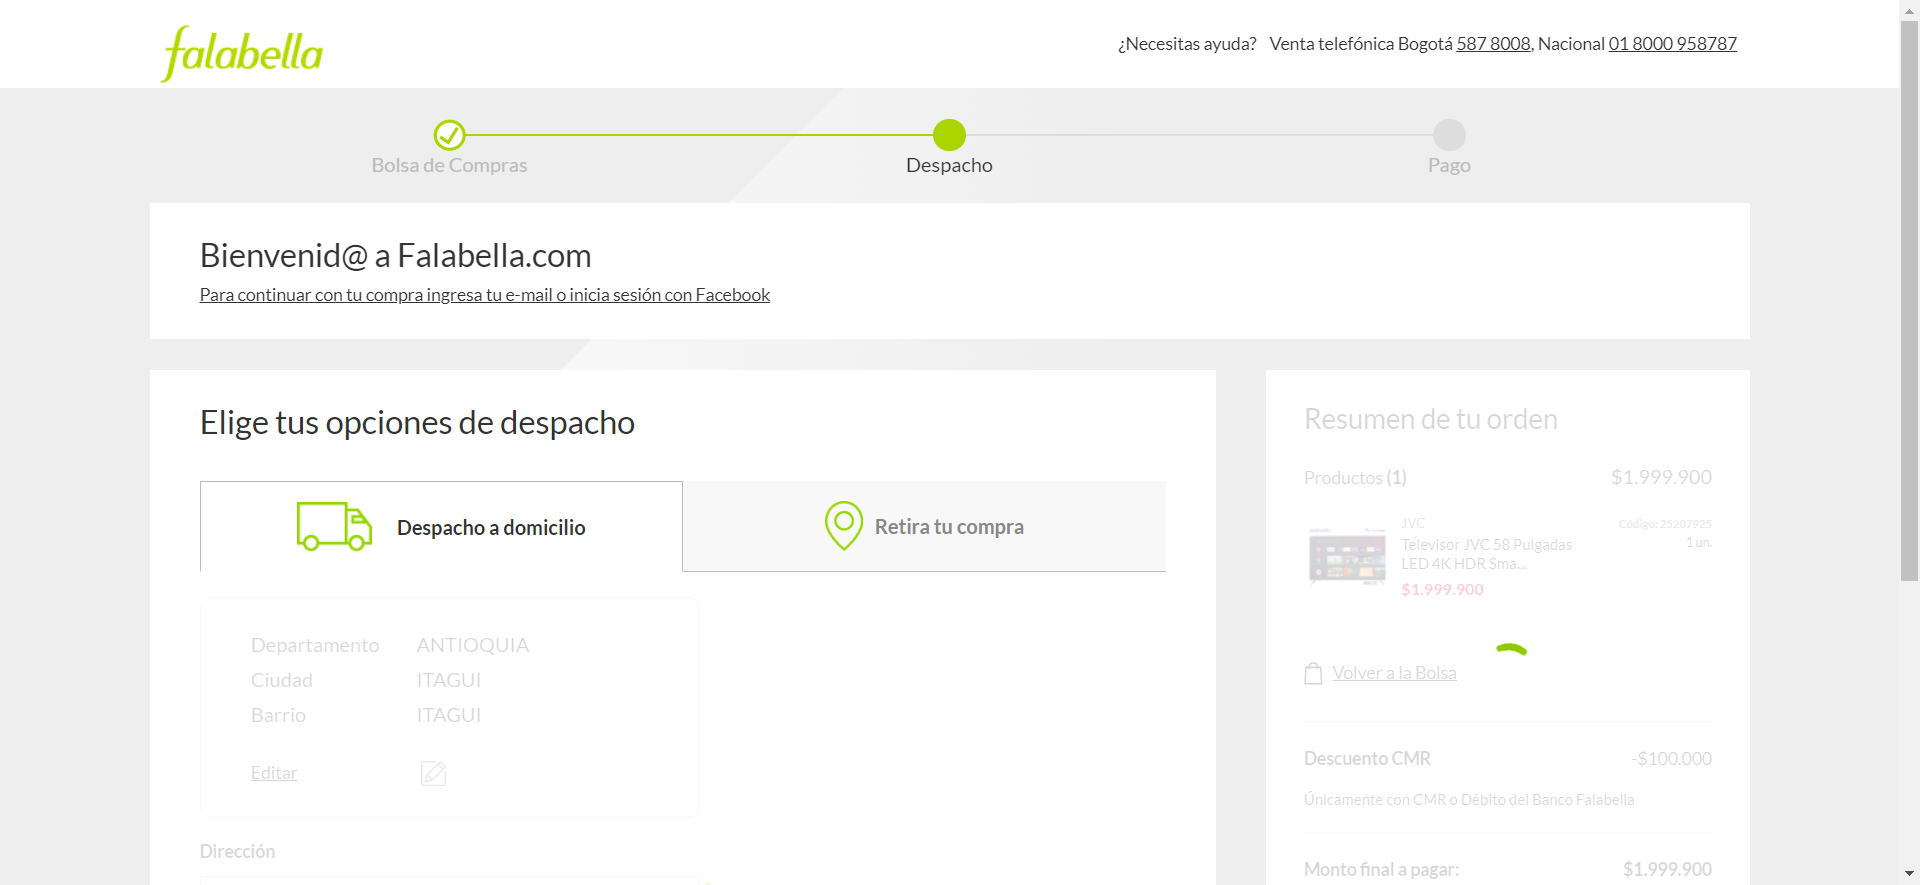 falabella
¿Necesitas ayuda? Venta telefónica Bogotá 587 8008, Nacional 01 8000 958787
Bolsa de Compras
Despacho
Pago
Bienvenid@ a Falabella.com
Para continuar con tu compra ingresa tu e-mail o inicia sesión con Facebook
Elige tus opciones de despacho
Despacho a domicilio
Retira tu compra
Departamento ANTIOQUIA
Ciudad ITAGUI
Barrio ITAGUI
Editar
Dirección
Resumen de tu orden
Productos (1) $1.999.900
JVC Código: 25207925
Televisor JVC 58 Pulgadas 1 un.
LED 4K HDR Sma...
$1.999.900
Volver a la Bolsa
Descuento CMR -$100.000
Únicamente con CMR o Débito del Banco Falabella
Monto final a pagar: $1.999.900